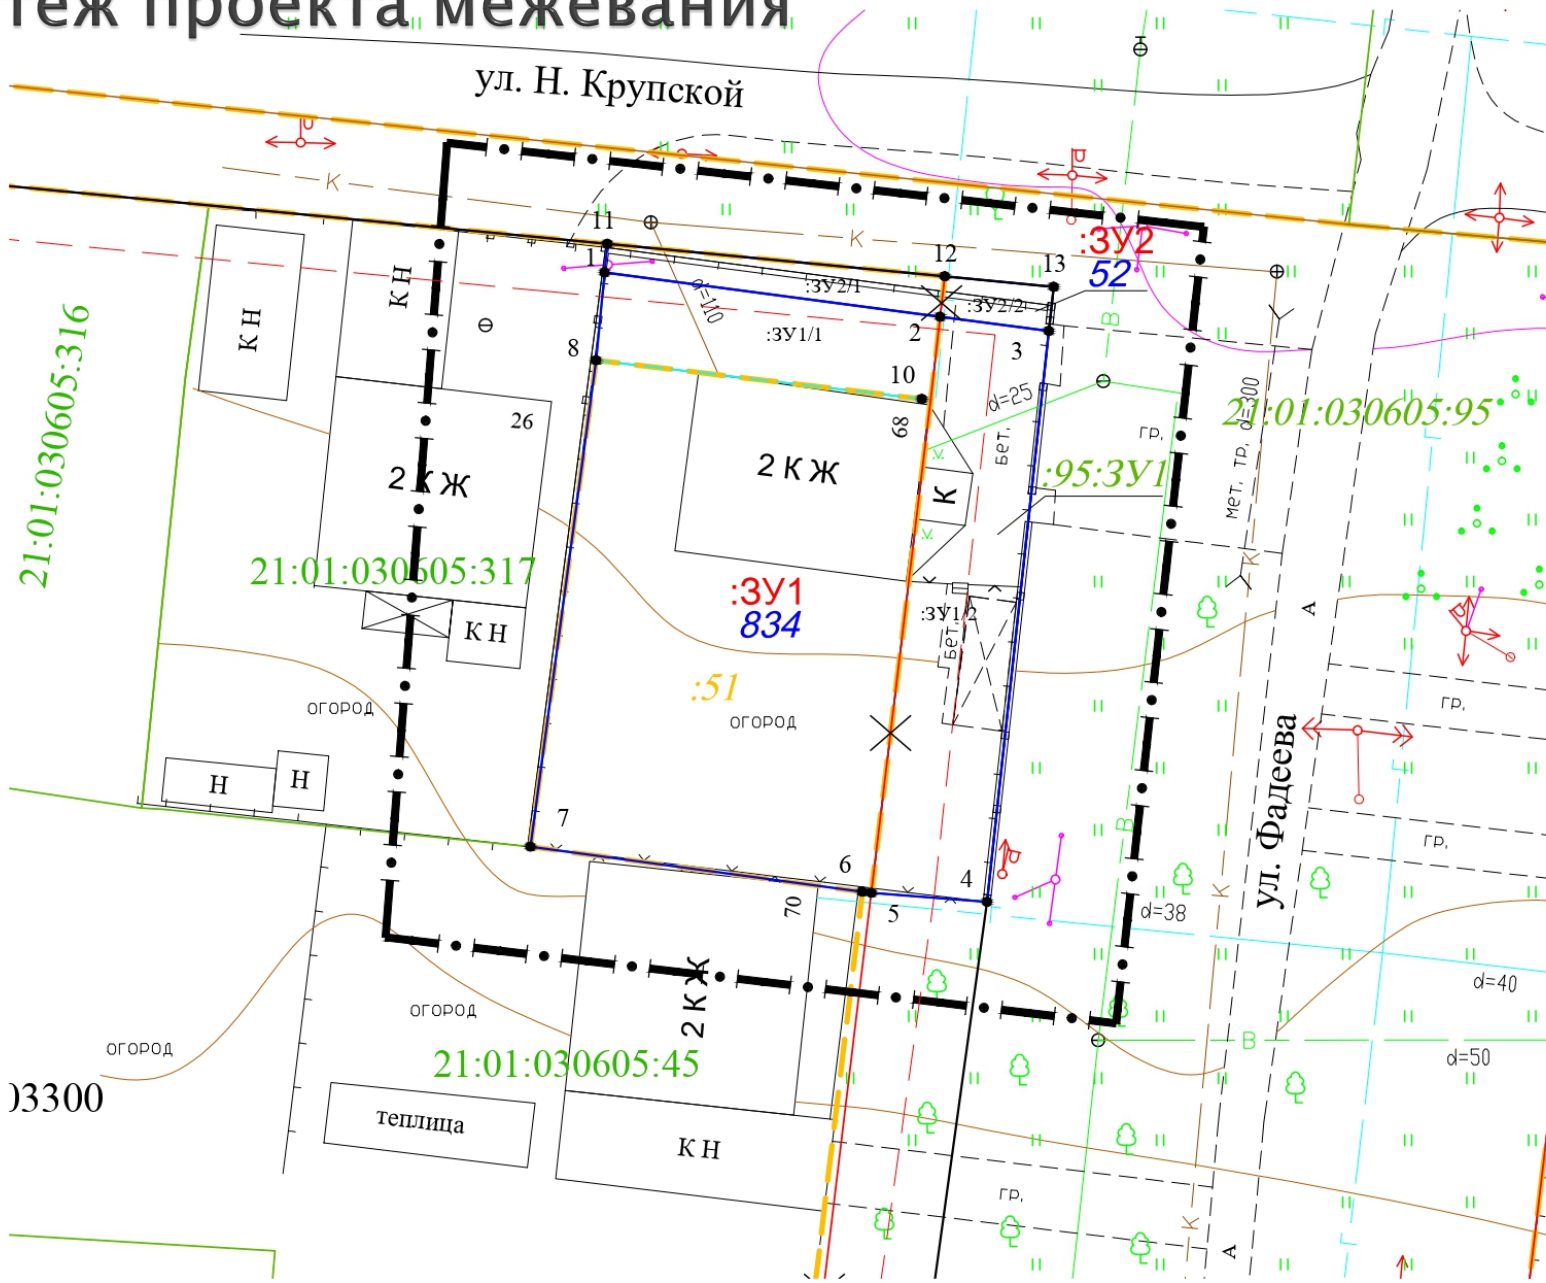 теж проекта межевания
ул. Н. Крупской
К
К
11
12
13
:ЗУ2
52
1
:ЗУ2/1
:ЗУ2/2
d=110
2
3
:ЗУ1/1
В
8
10
К Н
К Н
26
68
d=25
Бет.
гр.
мет. тр. d=300
21:01:030605:95
21:01:030605:316
2 К Ж
2 К Ж
К
:95:ЗУ1
21:01:030605:317
К
:ЗУ1
834
:ЗУ1/2
Бет.
А
К Н
:51
ОГОРОД
ОГОРОД
гр.
ул. Фадеева
Н
Н
7
В
гр.
6
4
5
70
К
d=38
2 К Ж
d=40
ОГОРОД
ОГОРОД
21:01:030605:45
В
d=50
03300
теплица
К Н
гр.
К
А